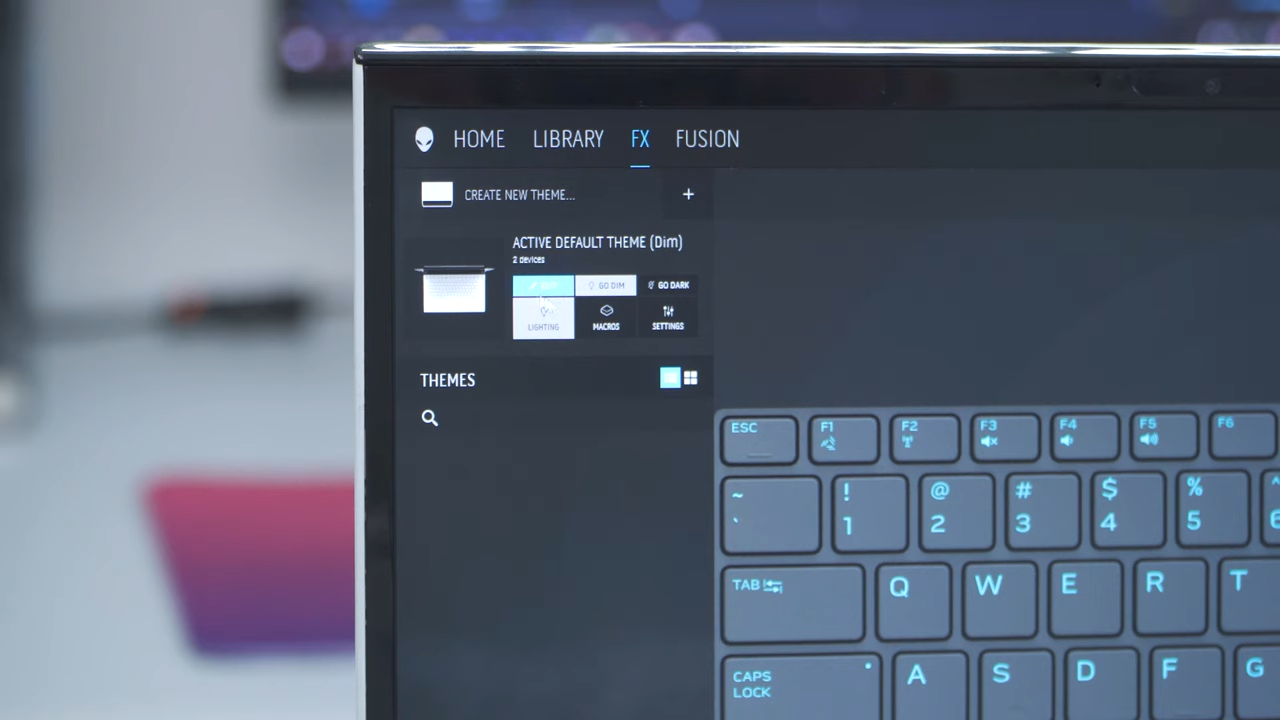 HOME LIBRARY FX FUSION
CREATE NEW THEME... +
ACTIVE DEFAULT THEME (Dim)
2 devices
GO DIM GO DARK
LIGHTING MACROS SETTINGS
THEMES
ESC F1 F2 F3 F4 F5 F6
~ ! @ # $ % ^
` 1 2 3 4 5 6
TAB Q W E R T
CAPS LOCK A S D F G